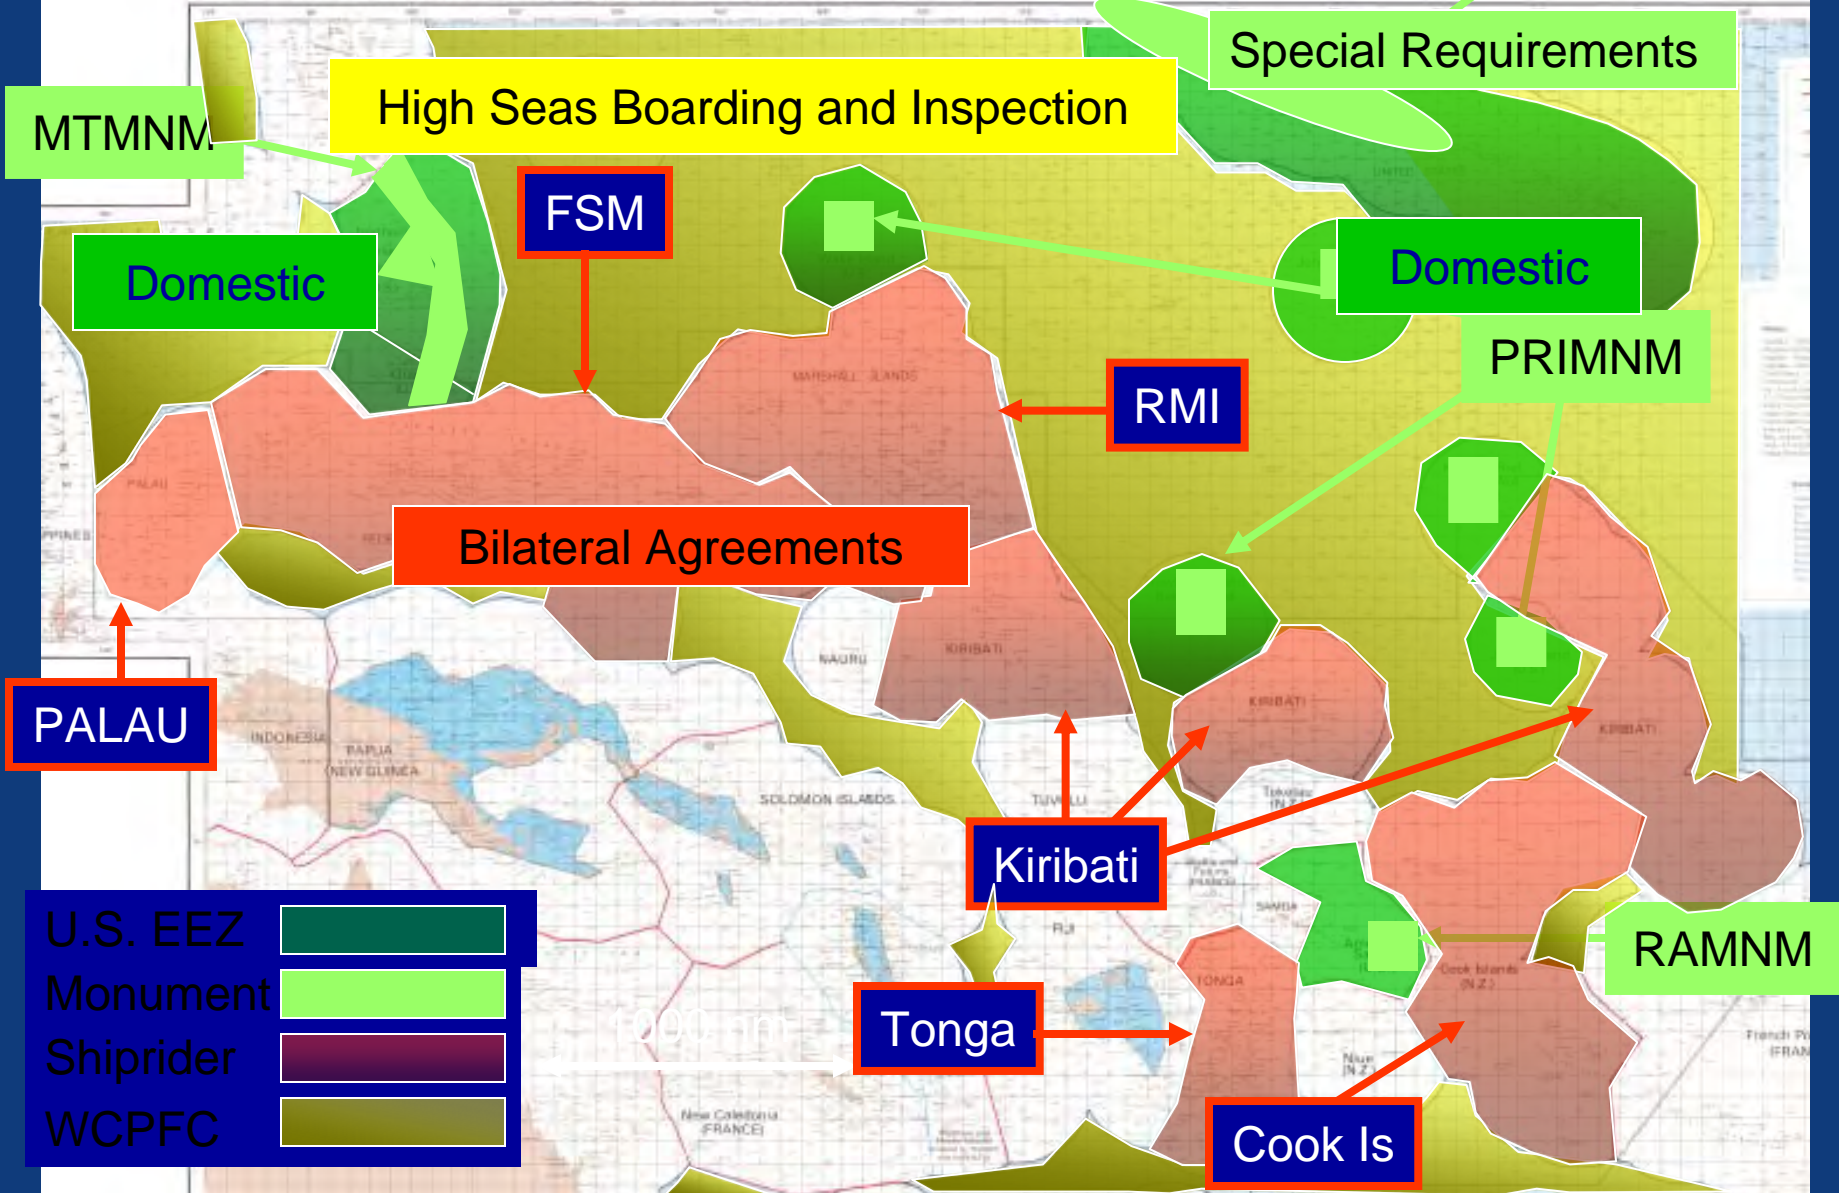 Special Requirements
High Seas Boarding and Inspection
MTMNM
FSM
Domestic
Domestic
PRIMNM
MARSHALL ISLANDS
RMI
PALAU
Bilateral Agreements
NAURU
KIRIBATI
KIRIBATI
KIRIBATI
PALAU
INDONESIA
PAPUA
NEW GUINEA
SOLOMON ISLANDS
Tokelau
(N.Z.)
Kiribati
SAMOA
FIJI
U.S. EEZ
Monument
Shiprider
WCPFC
RAMNM
TONGA
Cook Islands
(N.Z.)
Tonga
Niue
(N.Z.)
New Caledonia
(FRANCE)
Cook Is